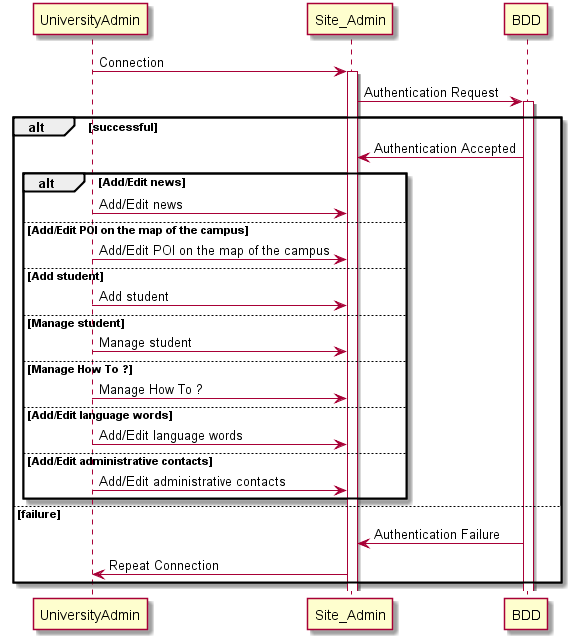 UniversityAdmin Site_Admin BDD
Connection
Authentication Request
alt [successful]
Authentication Accepted
alt [Add/Edit news]
Add/Edit news
[Add/Edit POI on the map of the campus]
Add/Edit POI on the map of the campus
[Add student]
Add student
[Manage student]
Manage student
[Manage How To ?]
Manage How To ?
[Add/Edit language words]
Add/Edit language words
[Add/Edit administrative contacts]
Add/Edit administrative contacts
[failure]
Authentication Failure
Repeat Connection
UniversityAdmin Site_Admin BDD